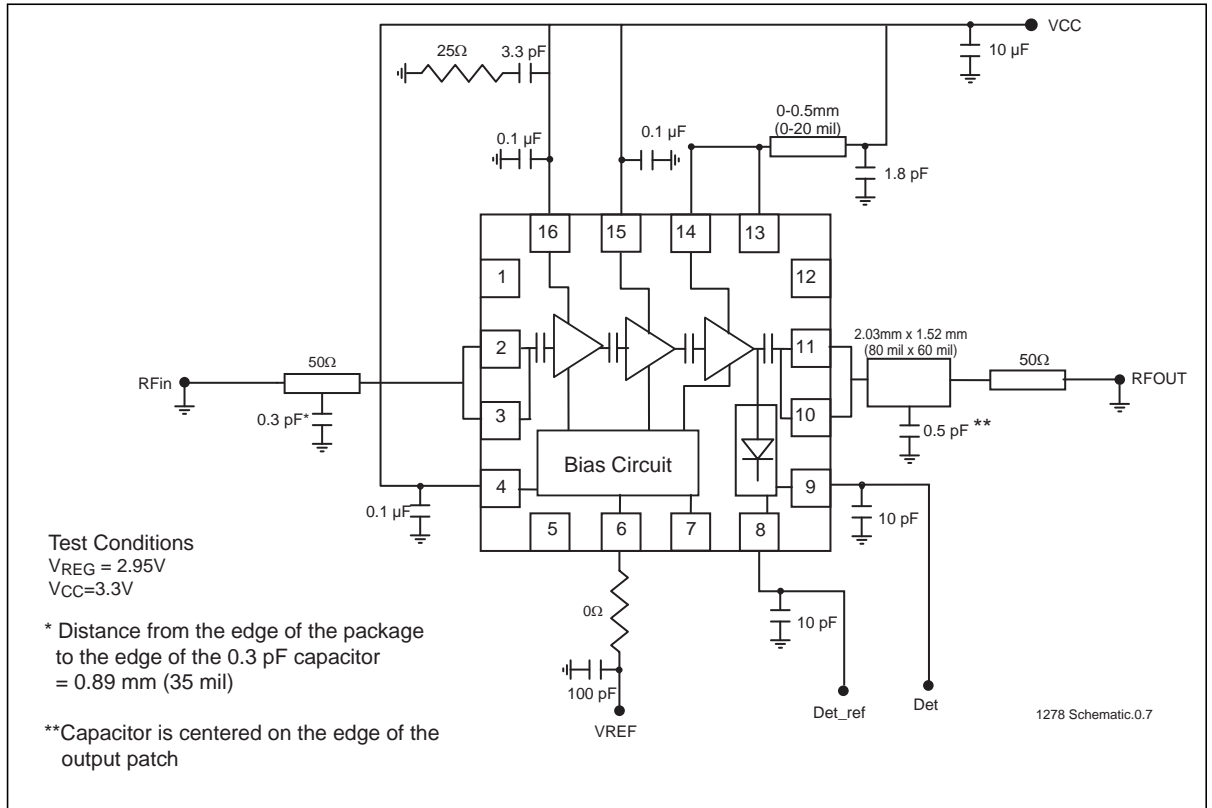 VCC
25Ω
3.3 pF
10 µF
0-0.5mm
(0-20 mil)
0.1 µF
0.1 µF
1.8 pF
16
15
14
13
1
12
2
11
2.03mm x 1.52 mm
(80 mil x 60 mil)
50Ω
50Ω
RFin
RFOUT
0.3 pF*
3
10
0.5 pF **
Bias Circuit
4
9
0.1 µF
10 pF
5
6
7
8
Test Conditions
VREG = 2.95V
VCC=3.3V
0Ω
10 pF
* Distance from the edge of the package
to the edge of the 0.3 pF capacitor
= 0.89 mm (35 mil)
100 pF
VREF
Det_ref
Det
1278 Schematic.0.7
**Capacitor is centered on the edge of the
output patch